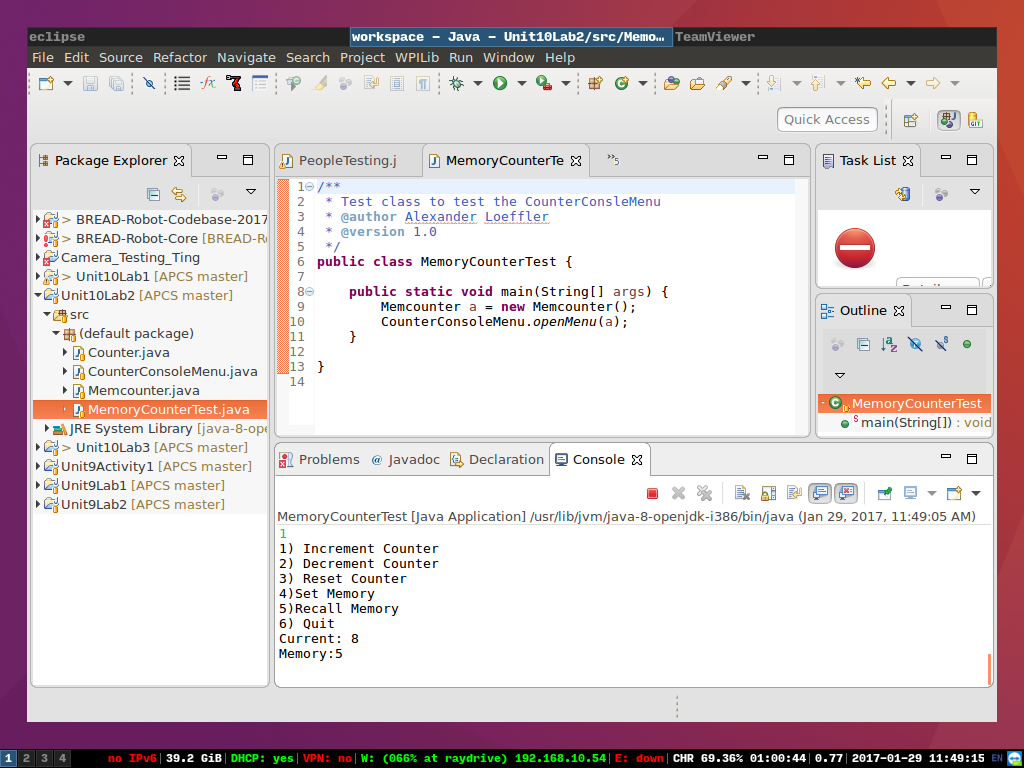 eclipse
workspace – Java – Unit10Lab2/src/Memo…
TeamViewer
File Edit Source Refactor Navigate Search Project WPILib Run Window Help
Quick Access
Package Explorer
PeopleTesting.j
MemoryCounterTe
»5
Task List
> BREAD-Robot-Codebase-2017
> BREAD-Robot-Core [BREAD-R
Camera_Testing_Ting
> Unit10Lab1 [APCS master]
Unit10Lab2 [APCS master]
src
(default package)
Counter.java
CounterConsoleMenu.java
Memcounter.java
MemoryCounterTest.java
JRE System Library [java-8-ope
> Unit10Lab3 [APCS master]
Unit9Activity1 [APCS master]
Unit9Lab1 [APCS master]
Unit9Lab2 [APCS master]
1 /**
2  * Test class to test the CounterConsleMenu
3  * @author Alexander Loeffler
4  * @version 1.0
5  */
6 public class MemoryCounterTest {
7
8     public static void main(String[] args) {
9         Memcounter a = new Memcounter();
10         CounterConsoleMenu.openMenu(a);
11     }
12
13 }
14
Outline
MemoryCounterTest
main(String[]) : void
Problems
@ Javadoc
Declaration
Console
MemoryCounterTest [Java Application] /usr/lib/jvm/java-8-openjdk-i386/bin/java (Jan 29, 2017, 11:49:05 AM)
1
1) Increment Counter
2) Decrement Counter
3) Reset Counter
4)Set Memory
5)Recall Memory
6) Quit
Current: 8
Memory:5
1 2 3 4
no IPv6|39.2 GiB|DHCP: yes|VPN: no|W: (066% at raydrive) 192.168.10.54|E: down|CHR 69.36% 01:00:44|0.77|2017-01-29 11:49:15 EN